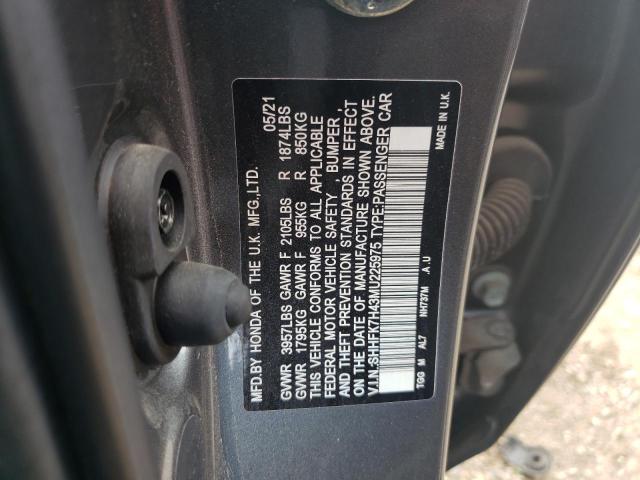 MFD.BY HONDA OF THE U.K. MFG.,LTD. 05/21
GVWR 3957LBS GAWR F 2105LBS R 1874LBS
GVWR 1795KG GAWR F 955KG R 850KG
THIS VEHICLE CONFORMS TO ALL APPLICABLE
FEDERAL MOTOR VEHICLE SAFETY , BUMPER,
AND THEFT PREVENTION STANDARDS IN EFFECT
ON THE DATE OF MANUFACTURE SHOWN ABOVE.
V.I.N.:SHHFK7H43MU225975 TYPE:PASSENGER CAR
TGG M AL7 NH737M .A.U MADE IN U.K.